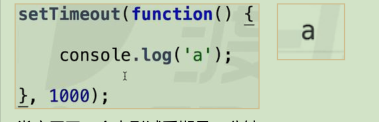 setTimeout(function() {
console.log('a');
}, 1000);
a